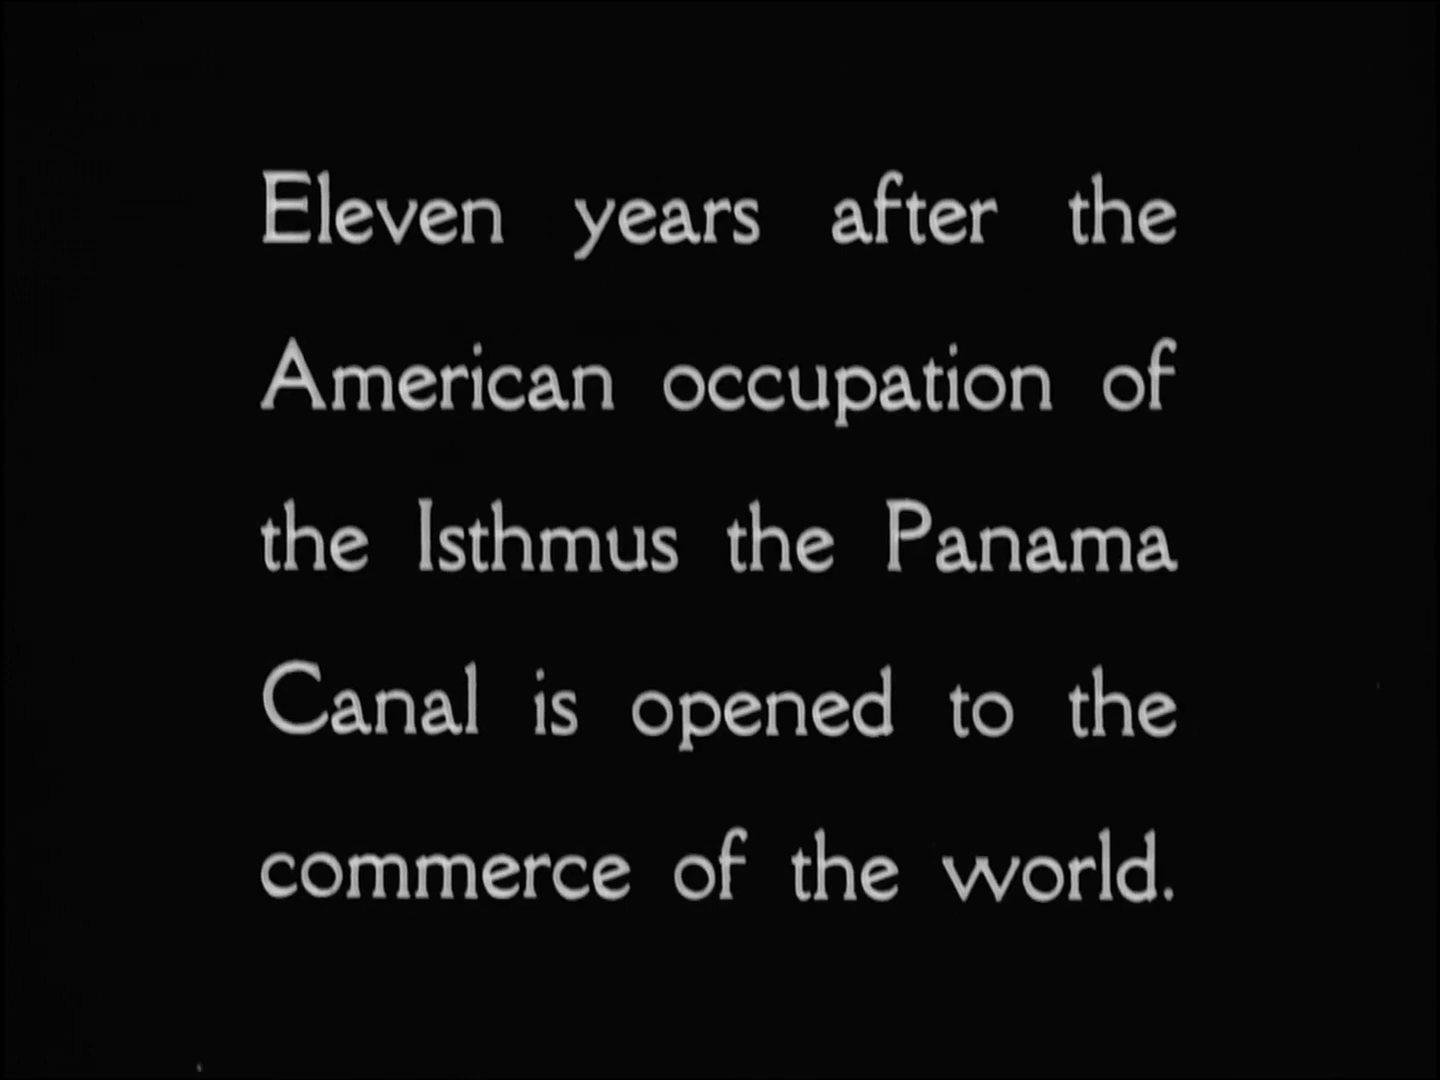 Eleven years after the
American occupation of
the Isthmus the Panama
Canal is opened to the
commerce of the world.